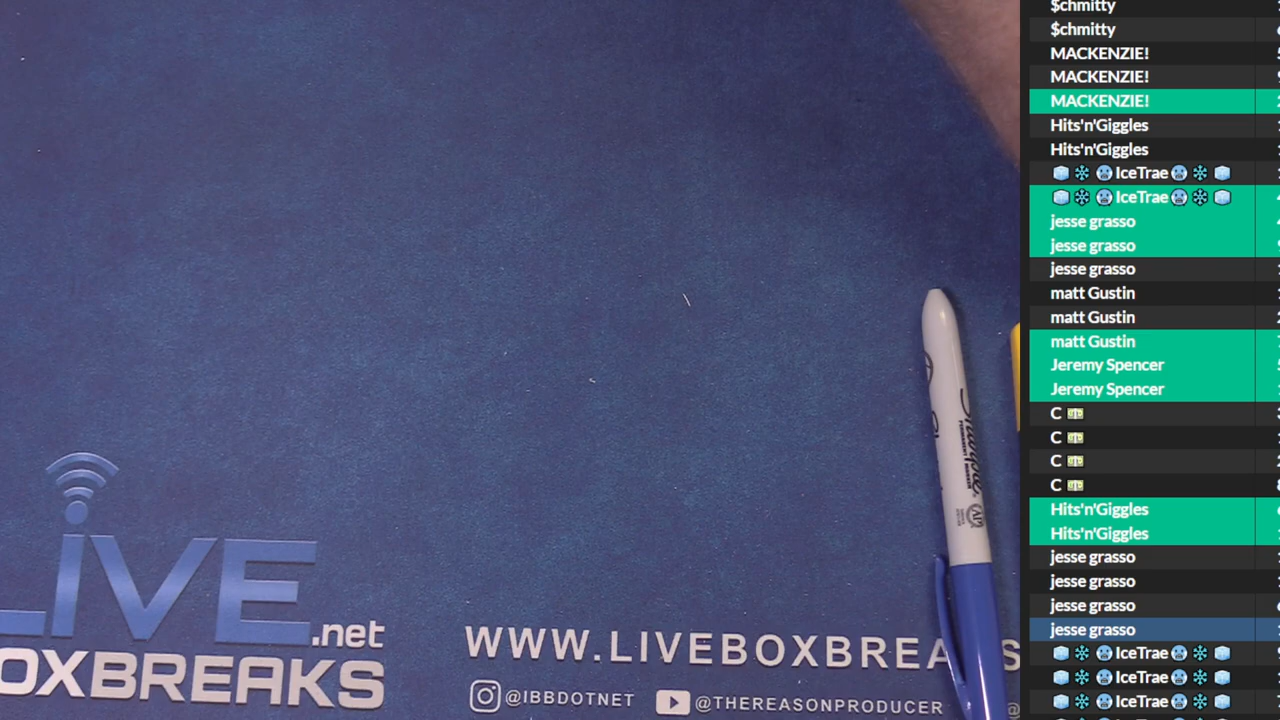 LIVE
.net
OXBREAKS
WWW.LIVEBOXBREAKS
@IBBDOTNET
@THEREASONPRODUCER
@
Sharpie
$chmitty
$chmitty
MACKENZIE!
MACKENZIE!
MACKENZIE!
Hits'n'Giggles
Hits'n'Giggles
🧊 ❄ 🥶 IceTrae 🥶 ❄ 🧊
🧊 ❄ 🥶 IceTrae 🥶 ❄ 🧊
jesse grasso
jesse grasso
jesse grasso
matt Gustin
matt Gustin
matt Gustin
Jeremy Spencer
Jeremy Spencer
C 💵
C 💵
C 💵
C 💵
Hits'n'Giggles
Hits'n'Giggles
jesse grasso
jesse grasso
jesse grasso
jesse grasso
🧊 ❄ 🥶 IceTrae 🥶 ❄ 🧊
🧊 ❄ 🥶 IceTrae 🥶 ❄ 🧊
🧊 ❄ 🥶 IceTrae 🥶 ❄ 🧊